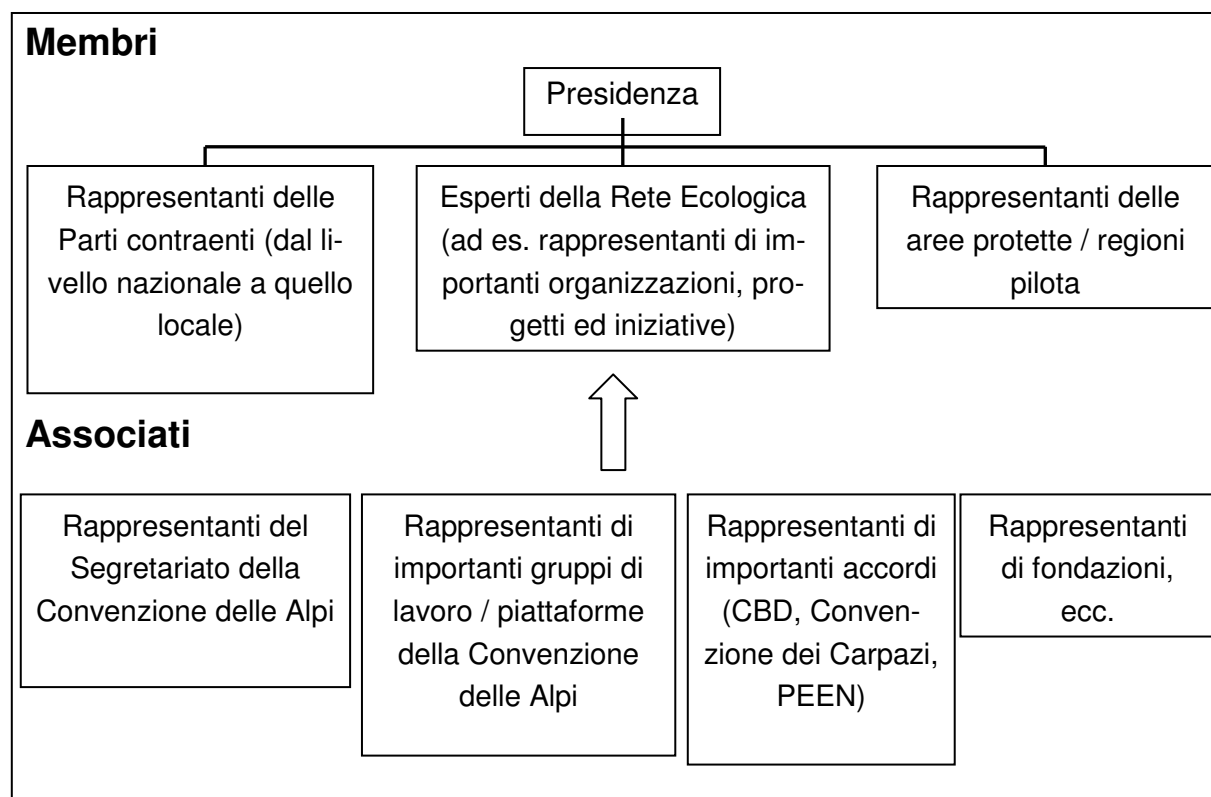 Membri
Presidenza
Rappresentanti delle
Parti contraenti (dal li-
vello nazionale a quello
locale)
Esperti della Rete Ecologica
(ad es. rappresentanti di im-
portanti organizzazioni, pro-
getti ed iniziative)
Rappresentanti delle
aree protette / regioni
pilota
Associati
Rappresentanti del
Segretariato della
Convenzione delle Alpi
Rappresentanti di
importanti gruppi di
lavoro / piattaforme
della Convenzione
delle Alpi
Rappresentanti di
importanti accordi
(CBD, Conven-
zione dei Carpazi,
PEEN)
Rappresentanti
di fondazioni,
ecc.